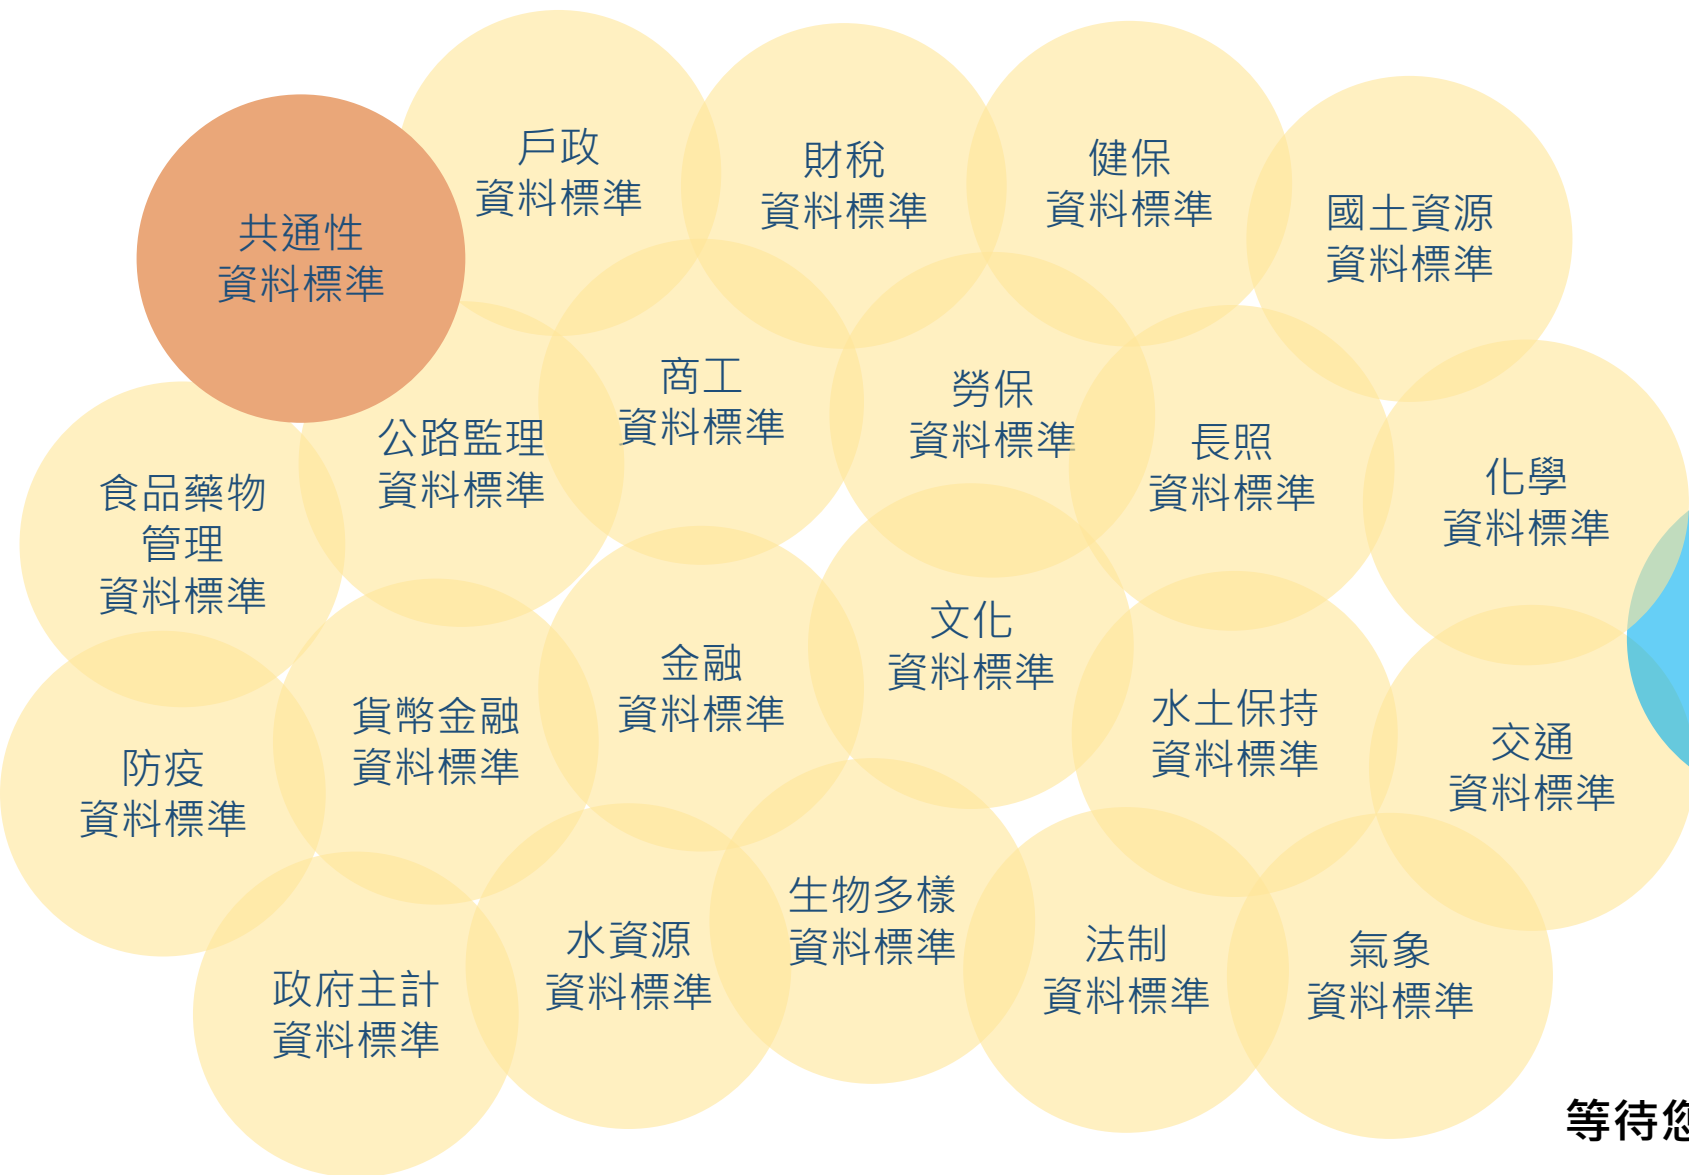 戶政
資料標準
財稅
資料標準
健保
資料標準
國土資源
資料標準
共通性
資料標準
商工
資料標準
勞保
資料標準
公路監理
資料標準
長照
資料標準
化學
資料標準
食品藥物
管理
資料標準
文化
資料標準
金融
資料標準
貨幣金融
資料標準
水土保持
資料標準
交通
資料標準
防疫
資料標準
生物多樣
資料標準
水資源
資料標準
法制
資料標準
氣象
資料標準
政府主計
資料標準
等待您